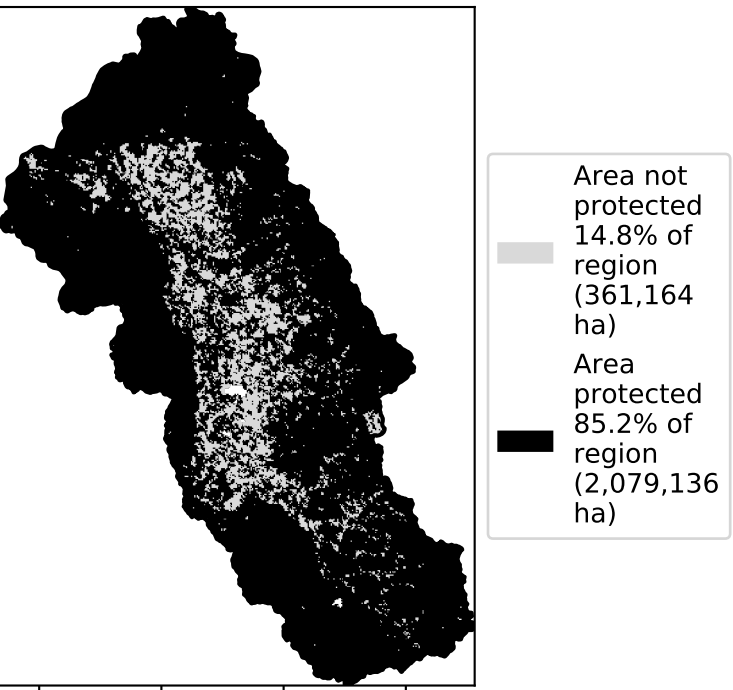 Area not
protected
14.8% of
region
(361,164
ha)
Area
protected
85.2% of
region
(2,079,136
ha)